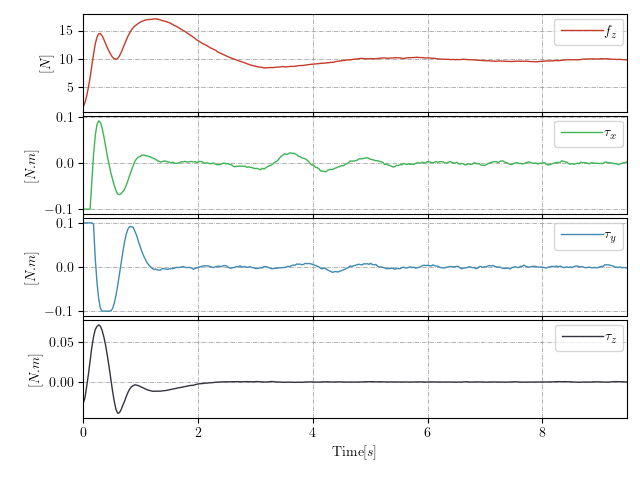 15
10
5
[N]
f_z
0.1
0.0
−0.1
[N.m]
τ_x
0.1
0.0
−0.1
[N.m]
τ_y
0.05
0.00
[N.m]
τ_z
0 2 4 6 8
Time[s]